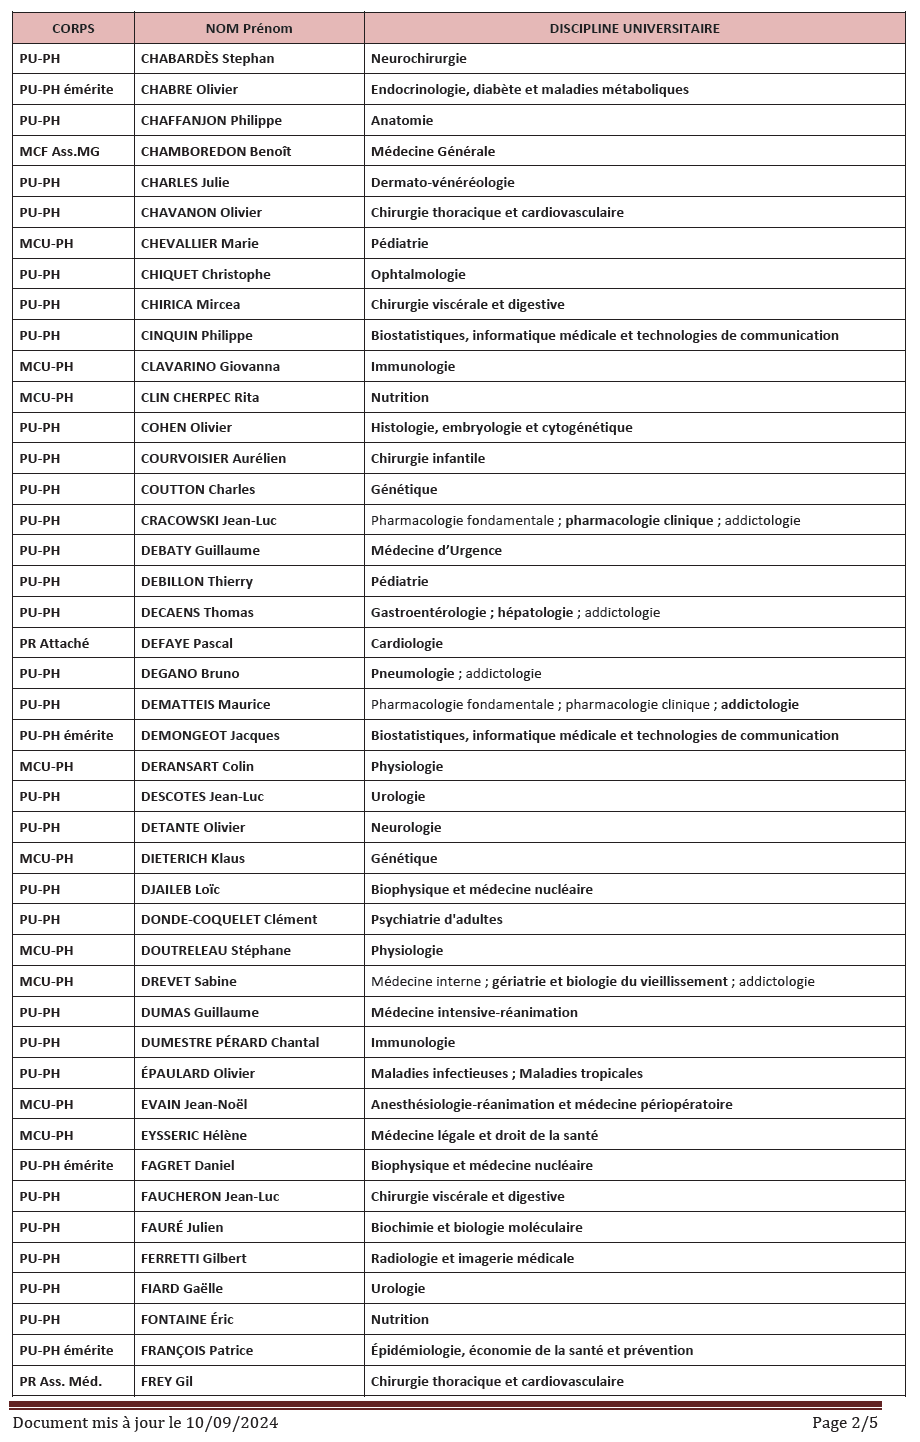 CORPS NOM Prénom DISCIPLINE UNIVERSITAIRE
PU-PH CHABARDÈS Stephan Neurochirurgie
PU-PH émérite CHABRE Olivier Endocrinologie, diabète et maladies métaboliques
PU-PH CHAFFANJON Philippe Anatomie
MCF Ass.MG CHAMBOREDON Benoît Médecine Générale
PU-PH CHARLES Julie Dermato-vénéréologie
PU-PH CHAVANON Olivier Chirurgie thoracique et cardiovasculaire
MCU-PH CHEVALLIER Marie Pédiatrie
PU-PH CHIQUET Christophe Ophtalmologie
PU-PH CHIRICA Mircea Chirurgie viscérale et digestive
PU-PH CINQUIN Philippe Biostatistiques, informatique médicale et technologies de communication
MCU-PH CLAVARINO Giovanna Immunologie
MCU-PH CLIN CHERPEC Rita Nutrition
PU-PH COHEN Olivier Histologie, embryologie et cytogénétique
PU-PH COURVOISIER Aurélien Chirurgie infantile
PU-PH COUTTON Charles Génétique
PU-PH CRACOWSKI Jean-Luc Pharmacologie fondamentale ; pharmacologie clinique ; addictologie
PU-PH DEBATY Guillaume Médecine d’Urgence
PU-PH DEBILLON Thierry Pédiatrie
PU-PH DECAENS Thomas Gastroentérologie ; hépatologie ; addictologie
PR Attaché DEFAYE Pascal Cardiologie
PU-PH DEGANO Bruno Pneumologie ; addictologie
PU-PH DEMATTEIS Maurice Pharmacologie fondamentale ; pharmacologie clinique ; addictologie
PU-PH émérite DEMONGEOT Jacques Biostatistiques, informatique médicale et technologies de communication
MCU-PH DERANSART Colin Physiologie
PU-PH DESCOTES Jean-Luc Urologie
PU-PH DETANTE Olivier Neurologie
MCU-PH DIETERICH Klaus Génétique
PU-PH DJAILEB Loïc Biophysique et médecine nucléaire
PU-PH DONDE-COQUELET Clément Psychiatrie d'adultes
MCU-PH DOUTRELEAU Stéphane Physiologie
MCU-PH DREVET Sabine Médecine interne ; gériatrie et biologie du vieillissement ; addictologie
PU-PH DUMAS Guillaume Médecine intensive-réanimation
PU-PH DUMESTRE PÉRARD Chantal Immunologie
PU-PH ÉPAULARD Olivier Maladies infectieuses ; Maladies tropicales
MCU-PH EVAIN Jean-Noël Anesthésiologie-réanimation et médecine périopératoire
MCU-PH EYSSERIC Hélène Médecine légale et droit de la santé
PU-PH émérite FAGRET Daniel Biophysique et médecine nucléaire
PU-PH FAUCHERON Jean-Luc Chirurgie viscérale et digestive
PU-PH FAURÉ Julien Biochimie et biologie moléculaire
PU-PH FERRETTI Gilbert Radiologie et imagerie médicale
PU-PH FIARD Gaëlle Urologie
PU-PH FONTAINE Éric Nutrition
PU-PH émérite FRANÇOIS Patrice Épidémiologie, économie de la santé et prévention
PR Ass. Méd. FREY Gil Chirurgie thoracique et cardiovasculaire
Document mis à jour le 10/09/2024 Page 2/5